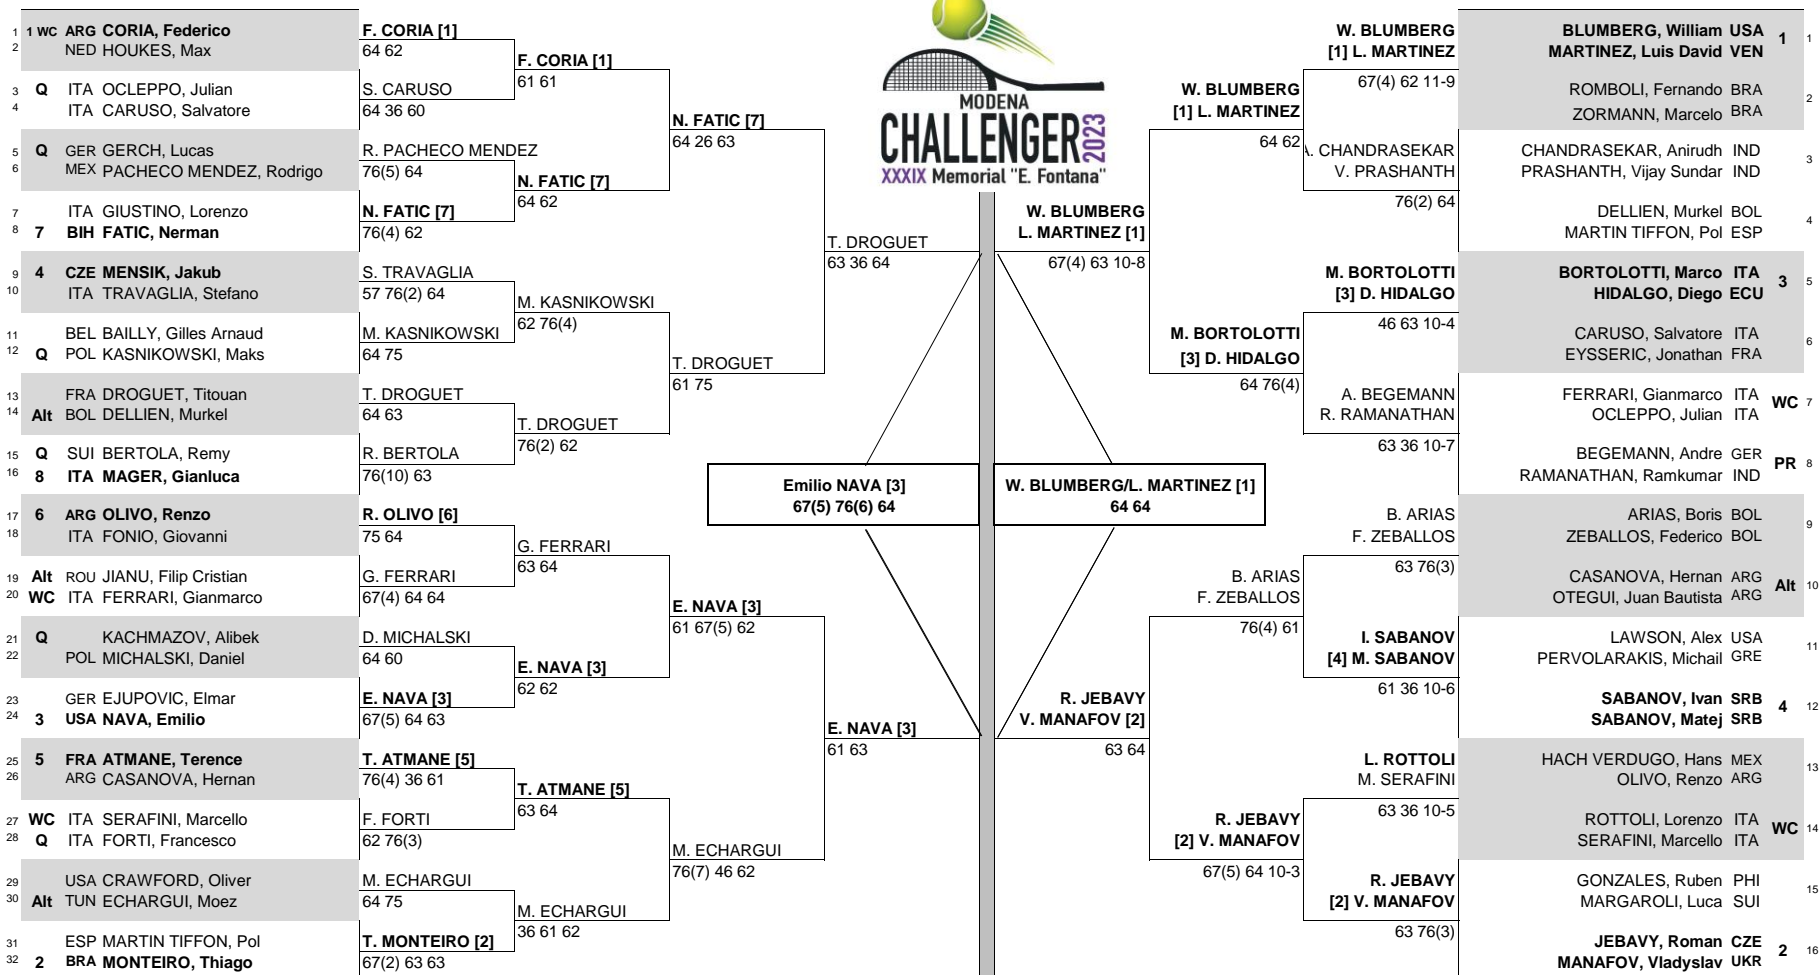 MODENA
CHALLENGER 2023
XXXIX Memorial "E. Fontana"
1 1 WC ARG CORIA, Federico
2 NED HOUKES, Max
3 Q ITA OCLEPPO, Julian
4 ITA CARUSO, Salvatore
5 Q GER GERCH, Lucas
6 MEX PACHECO MENDEZ, Rodrigo
7 ITA GIUSTINO, Lorenzo
8 7 BIH FATIC, Nerman
9 4 CZE MENSIK, Jakub
10 ITA TRAVAGLIA, Stefano
11 BEL BAILLY, Gilles Arnaud
12 Q POL KASNIKOWSKI, Maks
13 FRA DROGUET, Titouan
14 Alt BOL DELLIEN, Murkel
15 Q SUI BERTOLA, Remy
16 8 ITA MAGER, Gianluca
17 6 ARG OLIVO, Renzo
18 ITA FONIO, Giovanni
19 Alt ROU JIANU, Filip Cristian
20 WC ITA FERRARI, Gianmarco
21 Q KACHMAZOV, Alibek
22 POL MICHALSKI, Daniel
23 GER EJUPOVIC, Elmar
24 3 USA NAVA, Emilio
25 5 FRA ATMANE, Terence
26 ARG CASANOVA, Hernan
27 WC ITA SERAFINI, Marcello
28 Q ITA FORTI, Francesco
29 USA CRAWFORD, Oliver
30 Alt TUN ECHARGUI, Moez
31 ESP MARTIN TIFFON, Pol
32 2 BRA MONTEIRO, Thiago
F. CORIA [1]
64 62
S. CARUSO
64 36 60
R. PACHECO MENDEZ
76(5) 64
N. FATIC [7]
76(4) 62
S. TRAVAGLIA
57 76(2) 64
M. KASNIKOWSKI
64 75
T. DROGUET
64 63
R. BERTOLA
76(10) 63
R. OLIVO [6]
75 64
G. FERRARI
67(4) 64 64
D. MICHALSKI
64 60
E. NAVA [3]
67(5) 64 63
T. ATMANE [5]
76(4) 36 61
F. FORTI
62 76(3)
M. ECHARGUI
64 75
T. MONTEIRO [2]
67(2) 63 63
F. CORIA [1]
61 61
N. FATIC [7]
64 62
M. KASNIKOWSKI
62 76(4)
T. DROGUET
76(2) 62
G. FERRARI
63 64
E. NAVA [3]
62 62
T. ATMANE [5]
63 64
M. ECHARGUI
36 61 62
N. FATIC [7]
64 26 63
T. DROGUET
61 75
E. NAVA [3]
61 67(5) 62
M. ECHARGUI
76(7) 46 62
T. DROGUET
63 36 64
E. NAVA [3]
61 63
Emilio NAVA [3]
67(5) 76(6) 64
W. BLUMBERG/L. MARTINEZ [1]
64 64
W. BLUMBERG
L. MARTINEZ [1]
67(4) 63 10-8
R. JEBAVY
V. MANAFOV [2]
63 64
W. BLUMBERG
[1] L. MARTINEZ
64 62
M. BORTOLOTTI
[3] D. HIDALGO
64 76(4)
B. ARIAS
F. ZEBALLOS
76(4) 61
R. JEBAVY
[2] V. MANAFOV
67(5) 64 10-3
W. BLUMBERG
[1] L. MARTINEZ
67(4) 62 11-9
A. CHANDRASEKAR
V. PRASHANTH
76(2) 64
M. BORTOLOTTI
[3] D. HIDALGO
46 63 10-4
A. BEGEMANN
R. RAMANATHAN
63 36 10-7
B. ARIAS
F. ZEBALLOS
63 76(3)
I. SABANOV
[4] M. SABANOV
61 36 10-6
L. ROTTOLI
M. SERAFINI
63 36 10-5
R. JEBAVY
[2] V. MANAFOV
63 76(3)
BLUMBERG, William USA 1 1
MARTINEZ, Luis David VEN
ROMBOLI, Fernando BRA 2
ZORMANN, Marcelo BRA
CHANDRASEKAR, Anirudh IND 3
PRASHANTH, Vijay Sundar IND
DELLIEN, Murkel BOL 4
MARTIN TIFFON, Pol ESP
BORTOLOTTI, Marco ITA 3 5
HIDALGO, Diego ECU
CARUSO, Salvatore ITA 6
EYSSERIC, Jonathan FRA
FERRARI, Gianmarco ITA WC 7
OCLEPPO, Julian ITA
BEGEMANN, Andre GER PR 8
RAMANATHAN, Ramkumar IND
ARIAS, Boris BOL 9
ZEBALLOS, Federico BOL
CASANOVA, Hernan ARG Alt 10
OTEGUI, Juan Bautista ARG
LAWSON, Alex USA 11
PERVOLARAKIS, Michail GRE
SABANOV, Ivan SRB 4 12
SABANOV, Matej SRB
HACH VERDUGO, Hans MEX 13
OLIVO, Renzo ARG
ROTTOLI, Lorenzo ITA WC 14
SERAFINI, Marcello ITA
GONZALES, Ruben PHI 15
MARGAROLI, Luca SUI
JEBAVY, Roman CZE 2 16
MANAFOV, Vladyslav UKR